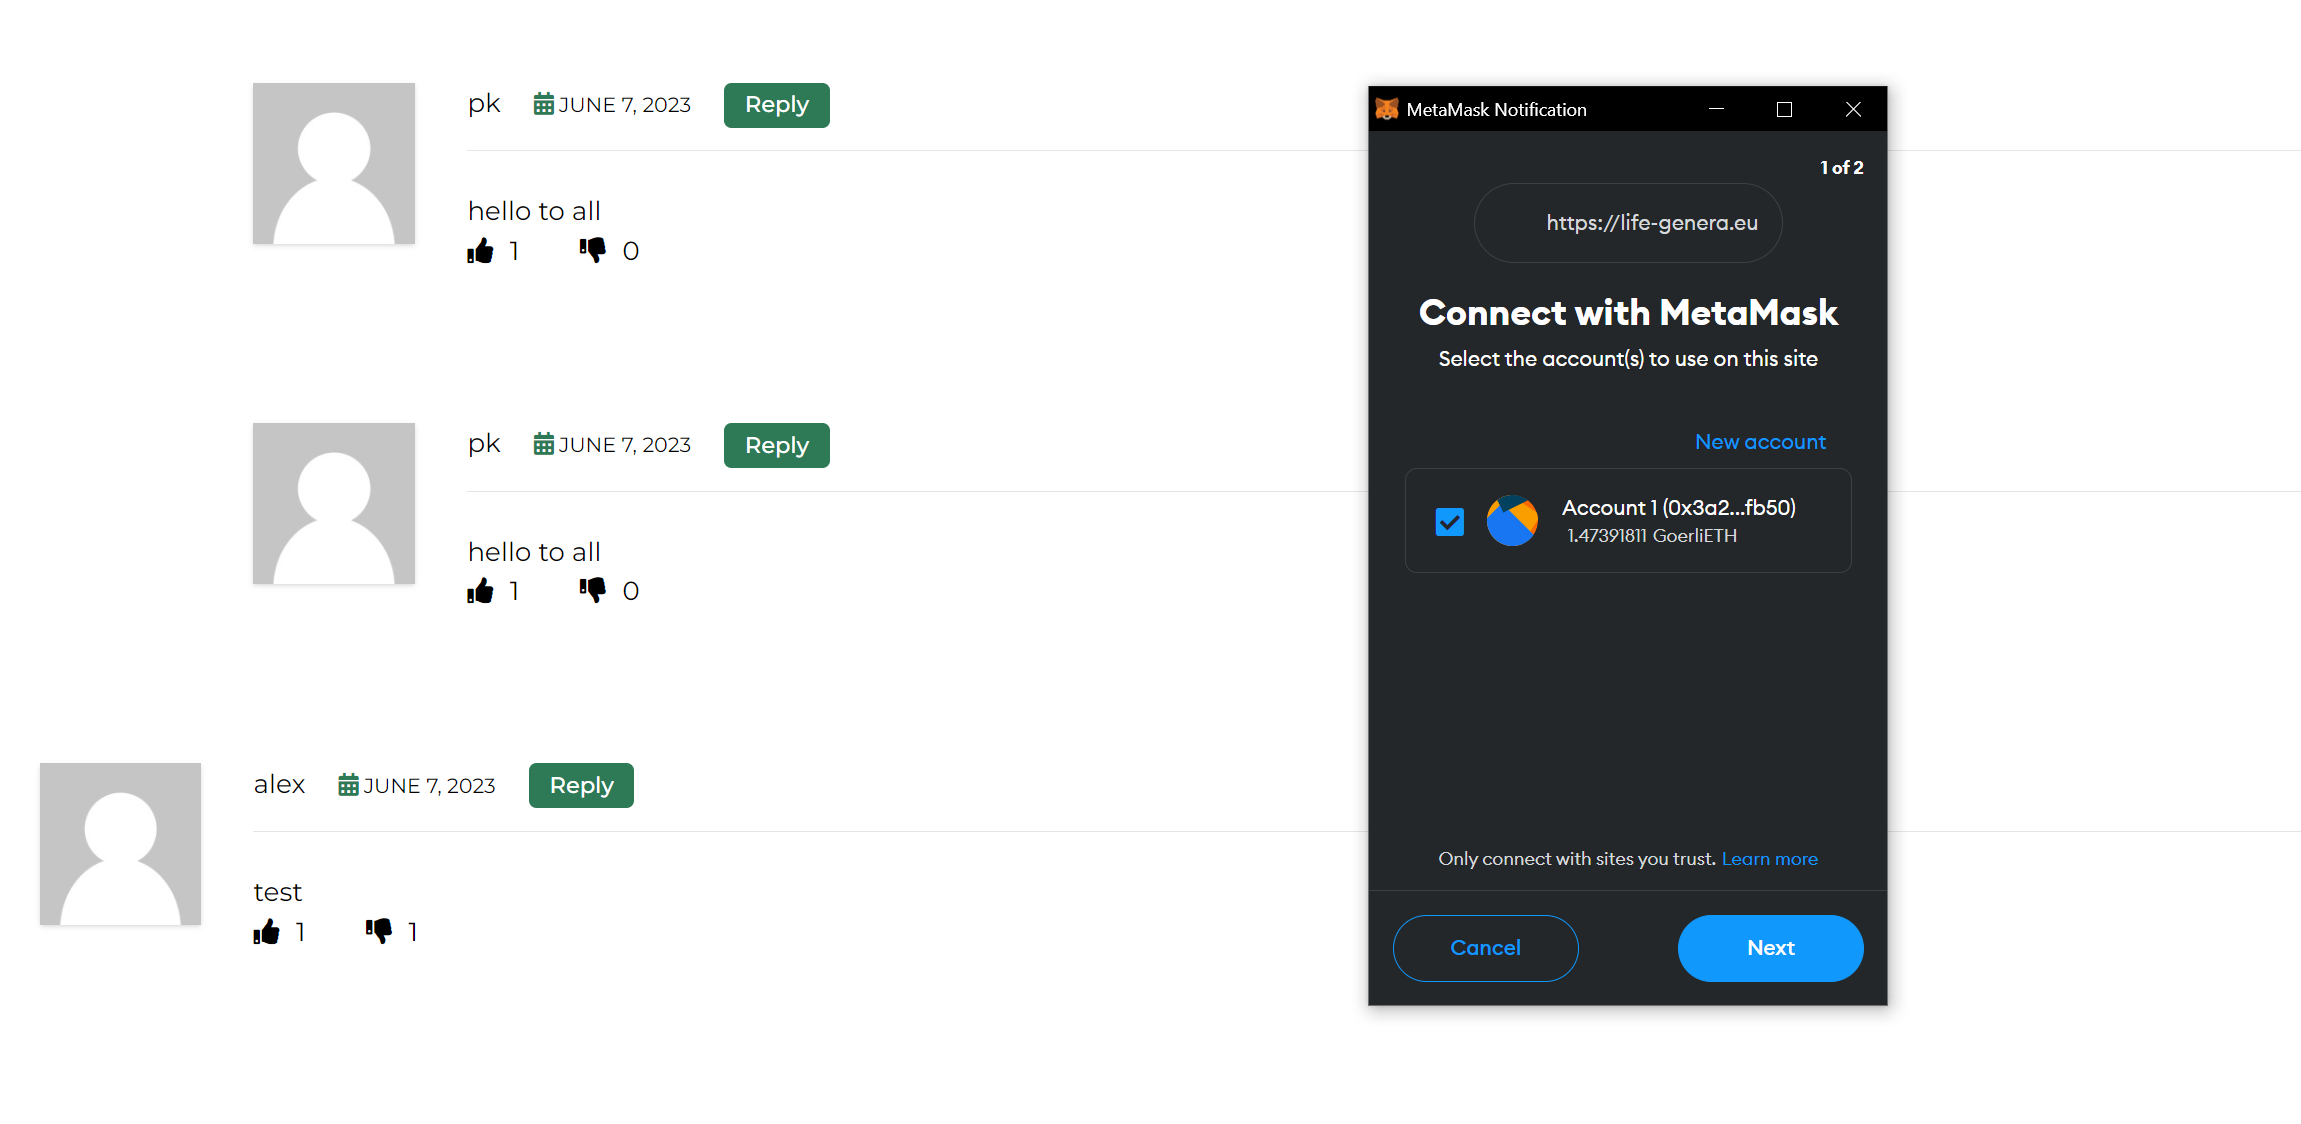 pk JUNE 7, 2023 Reply
hello to all
1 0
pk JUNE 7, 2023 Reply
hello to all
1 0
alex JUNE 7, 2023 Reply
test
1 1
MetaMask Notification
1 of 2
https://life-genera.eu
Connect with MetaMask
Select the account(s) to use on this site
New account
Account 1 (0x3a2...fb50)
1.47391811 GoerliETH
Only connect with sites you trust. Learn more
Cancel Next